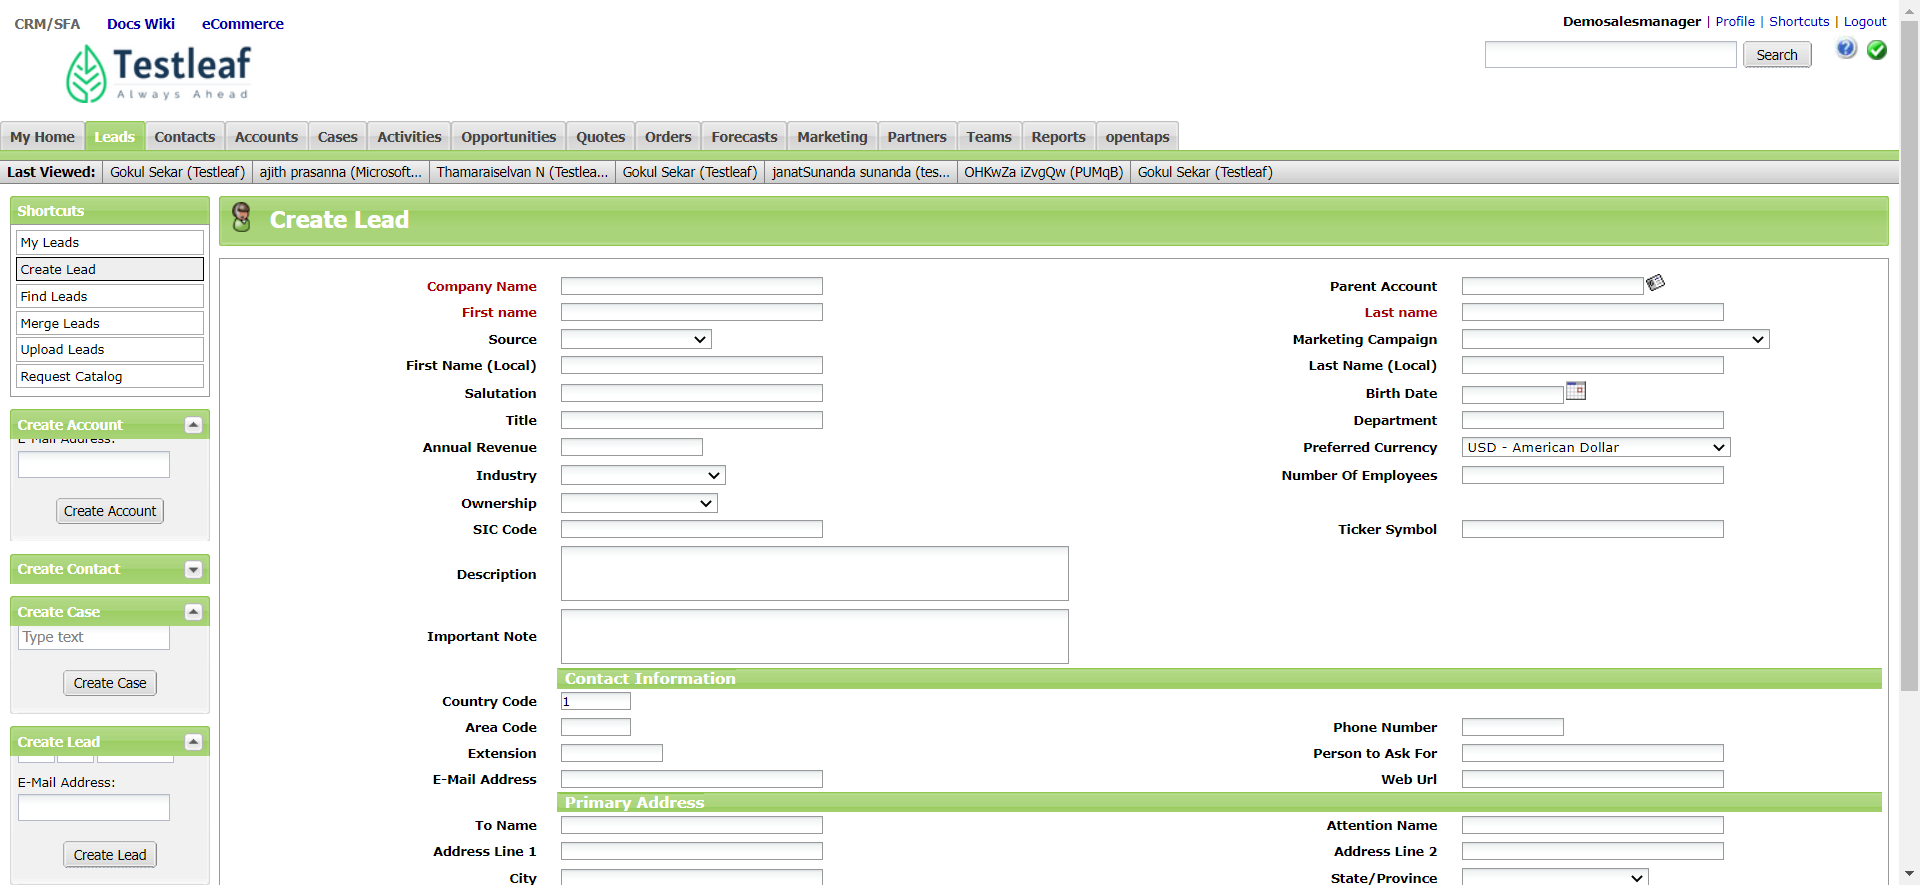 CRM/SFA Docs Wiki eCommerce
Demosalesmanager | Profile | Shortcuts | Logout
Testleaf
Always Ahead
Search
My Home Leads Contacts Accounts Cases Activities Opportunities Quotes Orders Forecasts Marketing Partners Teams Reports opentaps
Last Viewed: Gokul Sekar (Testleaf) ajith prasanna (Microsoft... Thamaraiselvan N (Testlea... Gokul Sekar (Testleaf) janatSunanda sunanda (tes... OHKwZa iZvgQw (PUMqB) Gokul Sekar (Testleaf)
Shortcuts
My Leads
Create Lead
Find Leads
Merge Leads
Upload Leads
Request Catalog
Create Account
E-Mail Address:
Create Account
Create Contact
Create Case
Type text
Create Case
Create Lead
E-Mail Address:
Create Lead
Create Lead
Company Name Parent Account
First name Last name
Source Marketing Campaign
First Name (Local) Last Name (Local)
Salutation Birth Date
Title Department
Annual Revenue Preferred Currency USD - American Dollar
Industry Number Of Employees
Ownership
SIC Code Ticker Symbol
Description
Important Note
Contact Information
Country Code 1
Area Code Phone Number
Extension Person to Ask For
E-Mail Address Web Url
Primary Address
To Name Attention Name
Address Line 1 Address Line 2
City State/Province